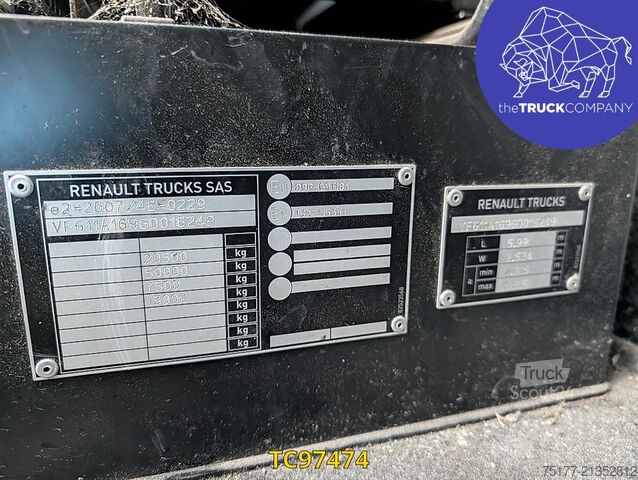 theTRUCKCOMPANY
RENAULT TRUCKS SAS
e2*2007/46*0229
VF611A169GD016249
20500 kg
50000 kg
7500 kg
13000 kg
kg
kg
kg
kg
RENAULT TRUCKS
L 5,99 m
W 2,534 m
a
min m
max m
Truck
Scout24
TC97474
75177-21352812